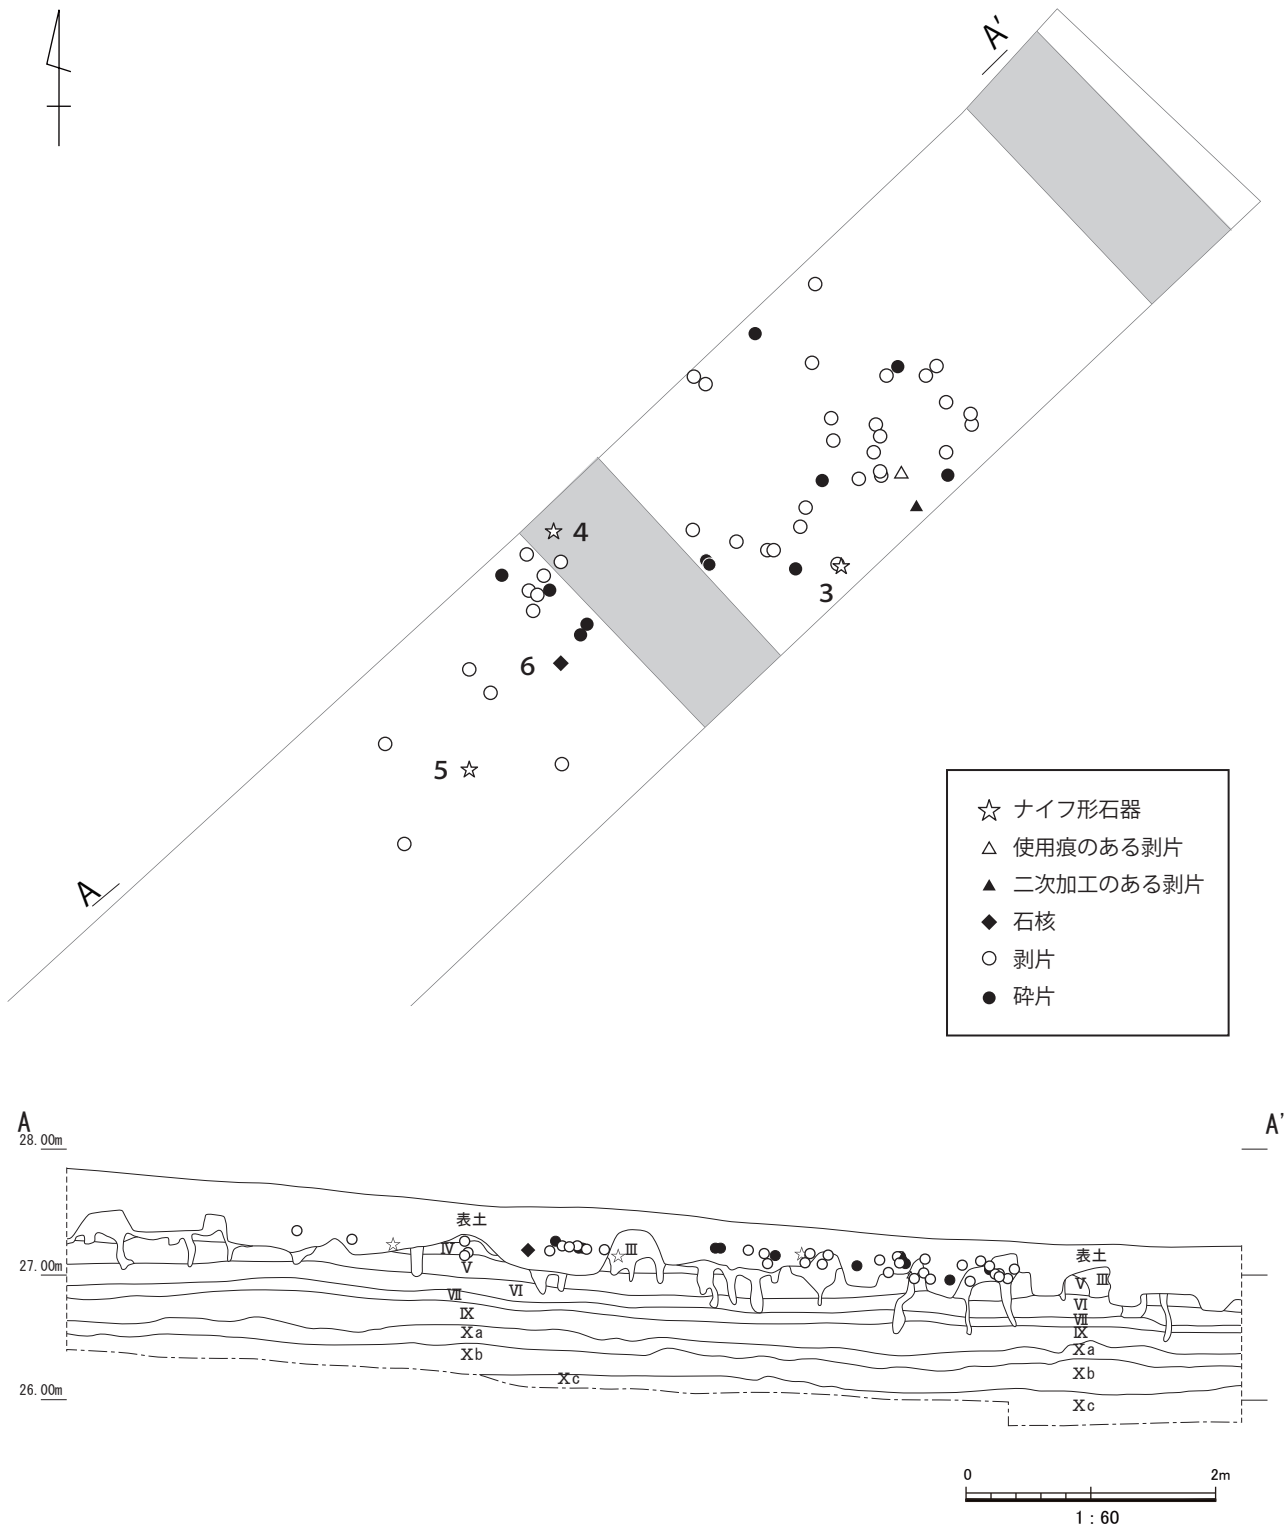 A'
4
3
6
5
A
ナイフ形石器
使用痕のある剥片
二次加工のある剥片
石核
剥片
砕片
A
A'
28.00m
表土
Ⅳ
Ⅲ
表土
27.00m
Ⅴ
Ⅴ
Ⅲ
Ⅵ
Ⅵ
Ⅶ
Ⅶ
Ⅸ
Ⅸ
Ⅹa
Ⅹa
Ⅹb
Ⅹb
Ⅹc
26.00m
Ⅹc
0
2m
1:60